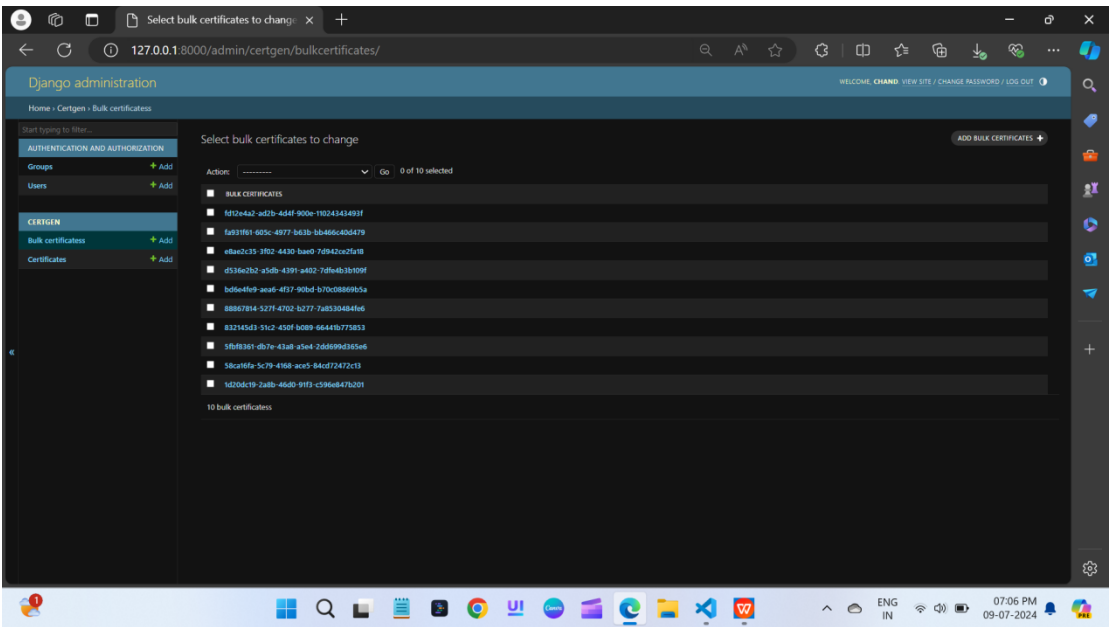 Select bulk certificates to change
127.0.0.1:8000/admin/certgen/bulkcertificates/
Django administration
WELCOME, CHAND. VIEW SITE / CHANGE PASSWORD / LOG OUT
Home › Certgen › Bulk certificatess
Start typing to filter...
AUTHENTICATION AND AUTHORIZATION
Groups + Add
Users + Add
CERTGEN
Bulk certificatess + Add
Certificates + Add
Select bulk certificates to change
ADD BULK CERTIFICATES +
Action: --------- Go 0 of 10 selected
BULK CERTIFICATES
fd12e4a2-ad2b-4d4f-900e-11024343493f
fa931f61-605c-4977-b63b-bb466c40d479
e8ae2c35-3f02-4430-bae0-7d942ce2fa18
d536e2b2-a5db-4391-a402-7dfe4b3b109f
bd6e4fe9-aea6-4f37-90bd-b70c08869b5a
88867814-527f-4702-b277-7a8530484fe6
832145d3-51c2-450f-b089-66441b775853
5fbf8361-db7e-43a8-a5e4-2dd699d365e6
58ca16fa-5c79-4168-ace5-84cd72472c13
1d20dc19-2a8b-46d0-91f3-c596e847b201
10 bulk certificatess
1
ENG
IN
07:06 PM
09-07-2024
PRE